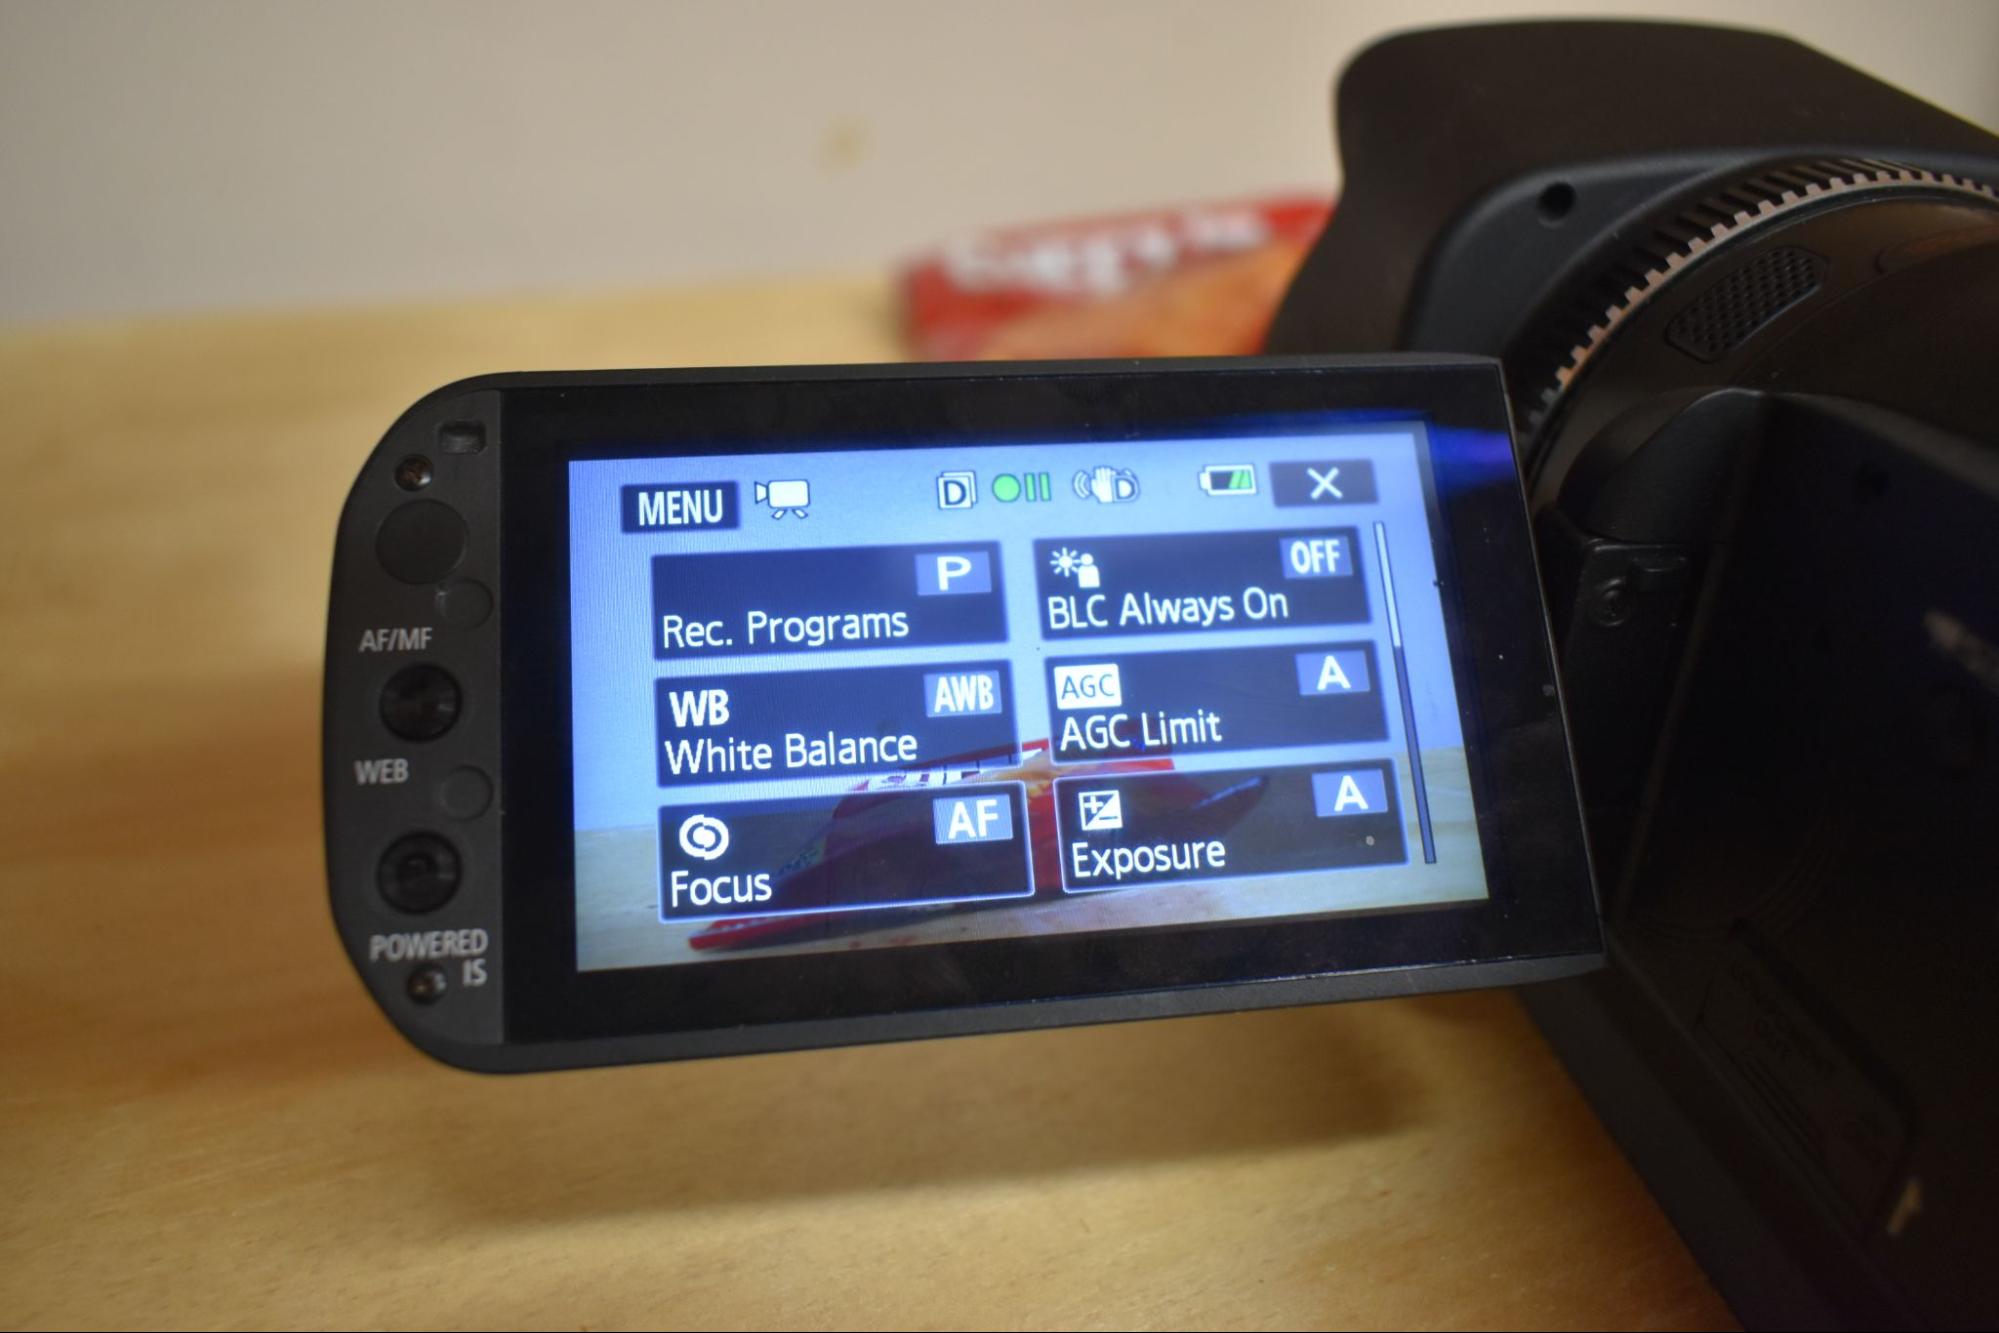 MENU
D
D
X
P
Rec. Programs
OFF
BLC Always On
WB
AWB
White Balance
AGC
A
AGC Limit
AF
Focus
A
Exposure
AF/MF
WEB
POWERED
IS